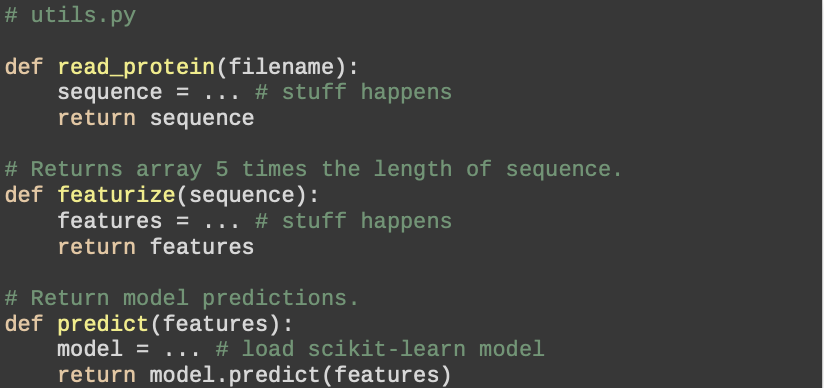 # utils.py
def read_protein(filename):
    sequence = ... # stuff happens
    return sequence
# Returns array 5 times the length of sequence.
def featurize(sequence):
    features = ... # stuff happens
    return features
# Return model predictions.
def predict(features):
    model = ... # load scikit-learn model
    return model.predict(features)